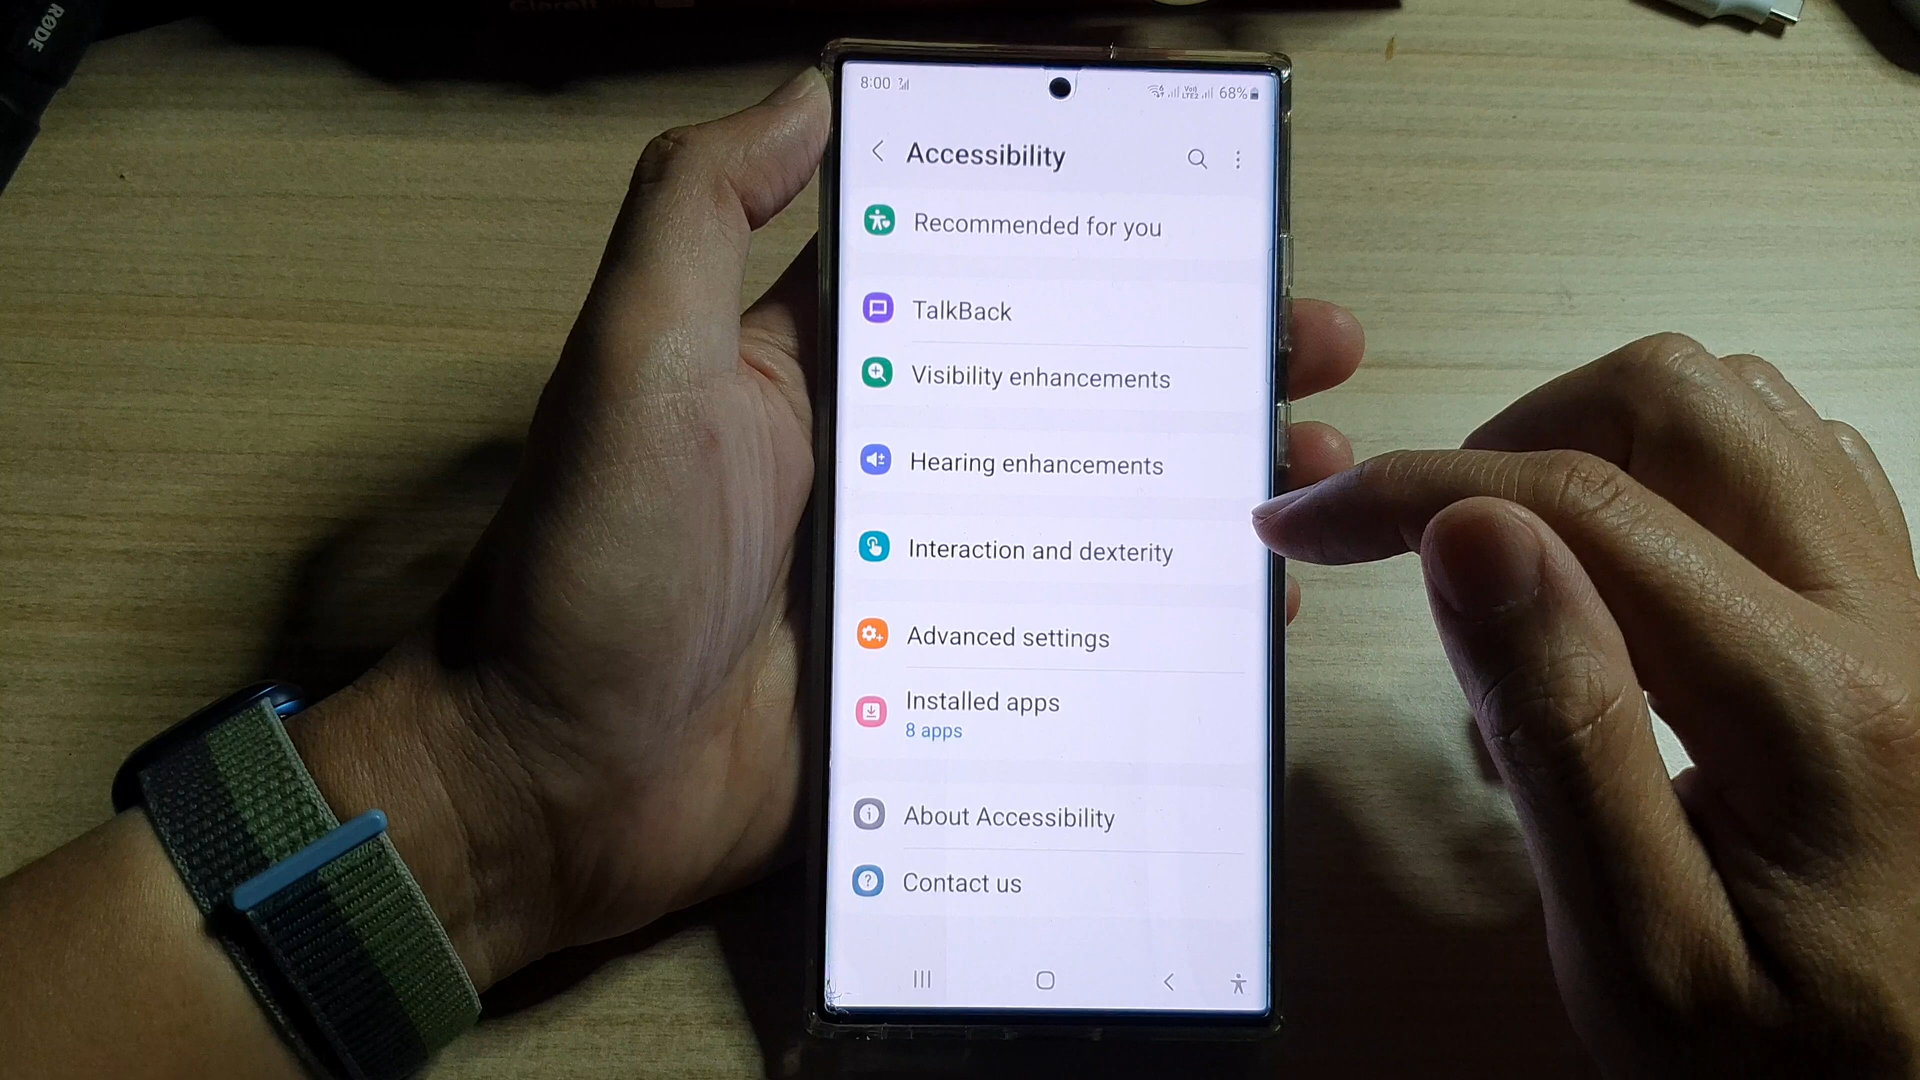 RØDE
8:00
68%
Accessibility
Recommended for you
TalkBack
Visibility enhancements
Hearing enhancements
Interaction and dexterity
Advanced settings
Installed apps
8 apps
About Accessibility
Contact us